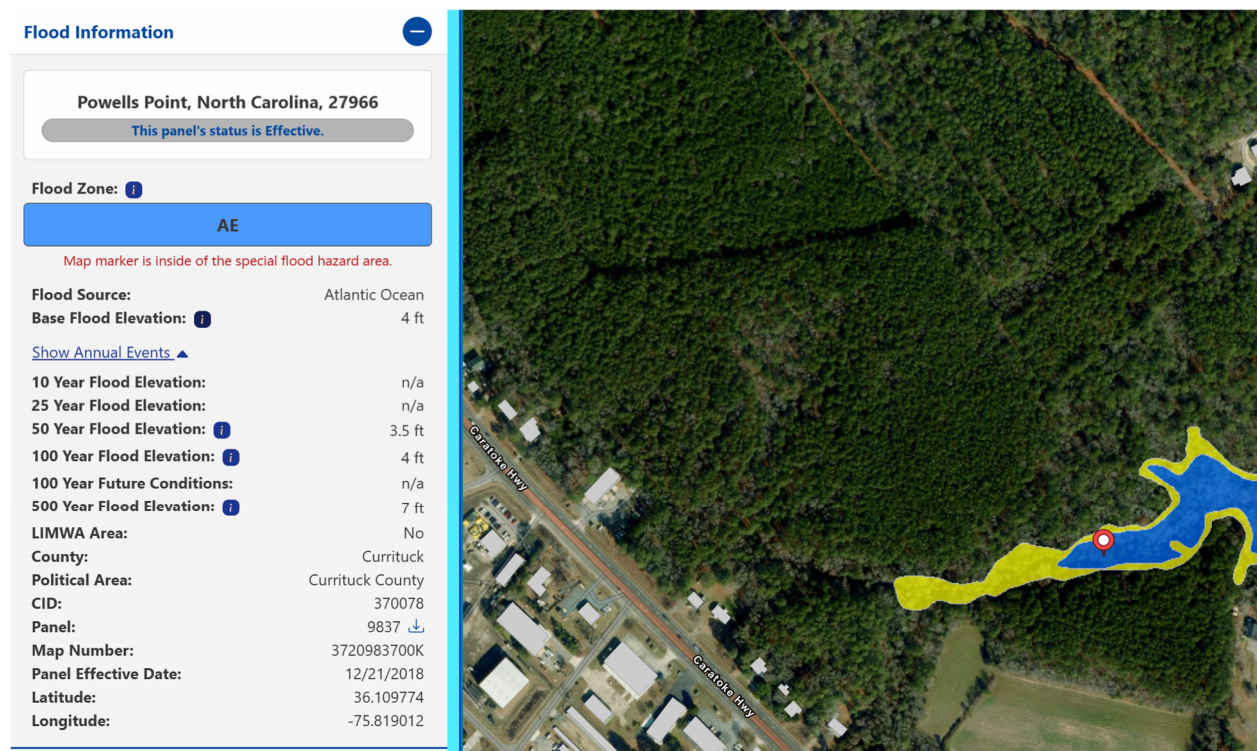 Flood Information
Powells Point, North Carolina, 27966
This panel's status is Effective.
Flood Zone: i
AE
Map marker is inside of the special flood hazard area.
Flood Source: Atlantic Ocean
Base Flood Elevation: i 4 ft
Show Annual Events
10 Year Flood Elevation: n/a
25 Year Flood Elevation: n/a
50 Year Flood Elevation: i 3.5 ft
100 Year Flood Elevation: i 4 ft
100 Year Future Conditions: n/a
500 Year Flood Elevation: i 7 ft
LIMWA Area: No
County: Currituck
Political Area: Currituck County
CID: 370078
Panel: 9837
Map Number: 3720983700K
Panel Effective Date: 12/21/2018
Latitude: 36.109774
Longitude: -75.819012
Caratoke Hwy
Caratoke Hwy